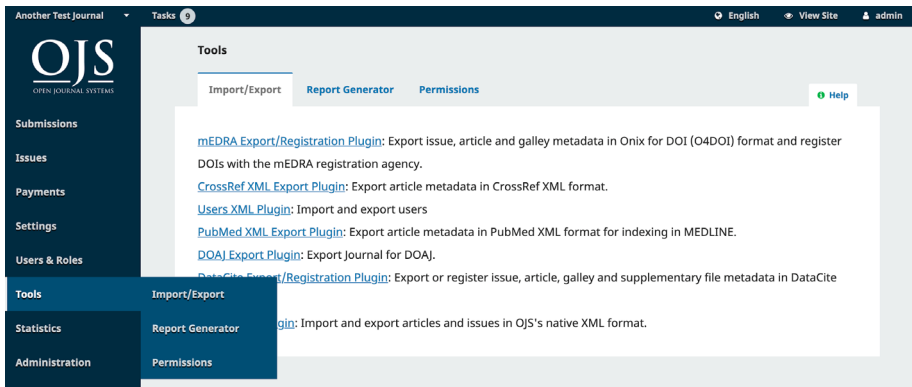 Another Test Journal
Tasks 9
English
View Site
admin
OJS
OPEN JOURNAL SYSTEMS
Submissions
Issues
Payments
Settings
Users & Roles
Tools
Statistics
Administration
Import/Export
Report Generator
Permissions
Tools
Import/Export
Report Generator
Permissions
Help
mEDRA Export/Registration Plugin: Export issue, article and galley metadata in Onix for DOI (O4DOI) format and register
DOIs with the mEDRA registration agency.
CrossRef XML Export Plugin: Export article metadata in CrossRef XML format.
Users XML Plugin: Import and export users
PubMed XML Export Plugin: Export article metadata in PubMed XML format for indexing in MEDLINE.
DOAJ Export Plugin: Export Journal for DOAJ.
DataCite Export/Registration Plugin: Export or register issue, article, galley and supplementary file metadata in DataCite
gin: Import and export articles and issues in OJS's native XML format.